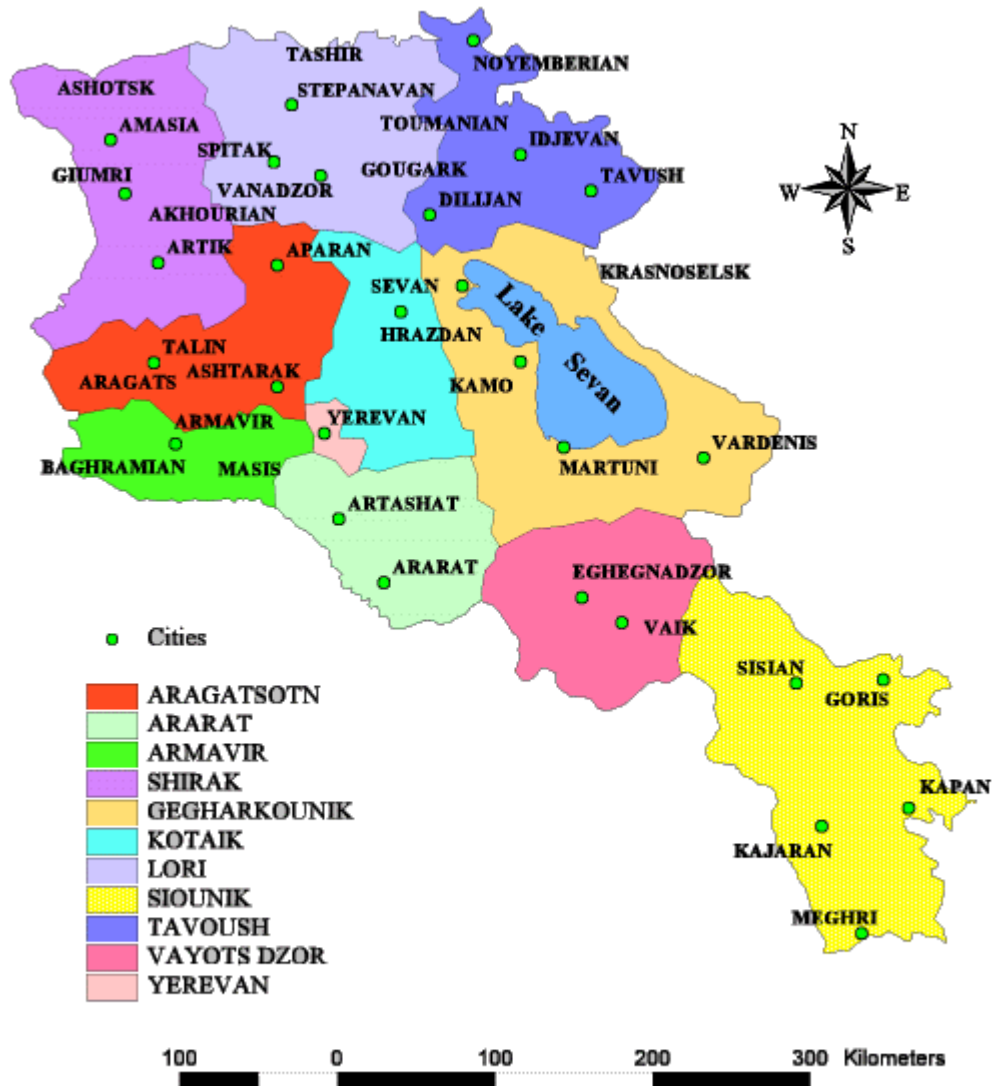 TASHIR
NOYEMBERIAN
ASHOTSK
STEPANAVAN
AMASIA
TOUMANIAN
IDJEVAN
SPITAK
GOUGARK
GIUMRI
VANADZOR
TAVUSH
DILIJAN
AKHOURIAN
ARTIK
APARAN
N
W
E
S
KRASNOSELSK
SEVAN
Lake
Sevan
HRAZDAN
TALIN
ARAGATS
ASHTARAK
KAMO
ARMAVIR
YEREVAN
BAGHRAMIAN
MASIS
MARTUNI
VARDENIS
ARTASHAT
ARARAT
EGHEGNADZOR
VAIK
SISIAN
GORIS
KAPAN
KAJARAN
MEGHRI
Cities
ARAGATSOTN
ARARAT
ARMAVIR
SHIRAK
GEGHARKOUNIK
KOTAIK
LORI
SIOUNIK
TAVOUSH
VAYOTS DZOR
YEREVAN
100 0 100 200 300 Kilometers